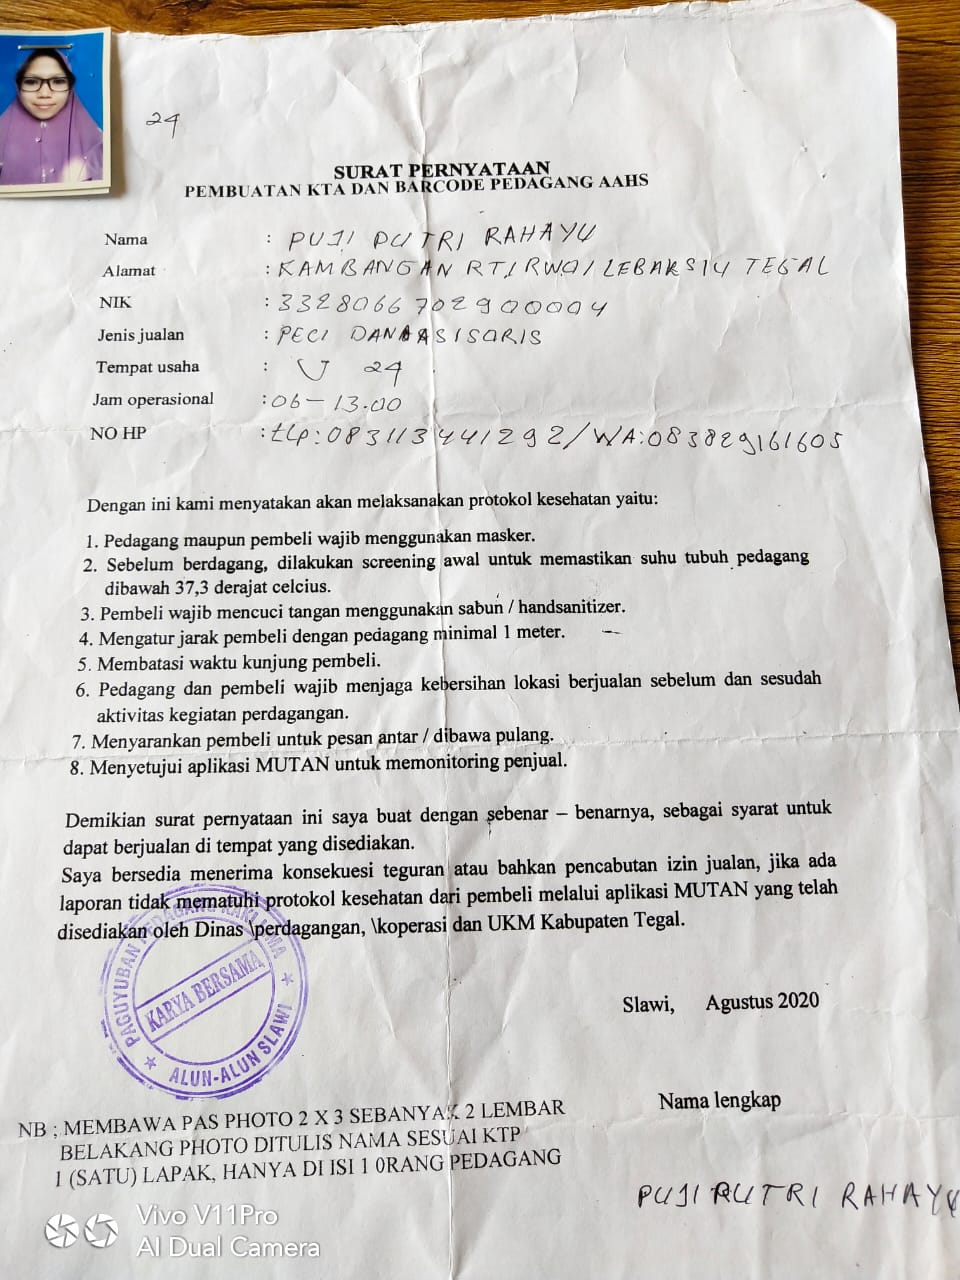 24
SURAT PERNYATAAN
PEMBUATAN KTA DAN BARCODE PEDAGANG AAHS
Nama : PUJI PUTRI RAHAYU
Alamat : KAMBANGAN RT/RW01/LEBAKSIU TEGAL
NIK : 3328066702900004
Jenis jualan : PECI DAN ASISORIS
Tempat usaha : U 24
Jam operasional : 06 – 13.00
NO HP : tlp:083113441292/WA:083829161605
Dengan ini kami menyatakan akan melaksanakan protokol kesehatan yaitu:
1. Pedagang maupun pembeli wajib menggunakan masker.
2. Sebelum berdagang, dilakukan screening awal untuk memastikan suhu tubuh pedagang
dibawah 37,3 derajat celcius.
3. Pembeli wajib mencuci tangan menggunakan sabun / handsanitizer.
4. Mengatur jarak pembeli dengan pedagang minimal 1 meter.
5. Membatasi waktu kunjung pembeli.
6. Pedagang dan pembeli wajib menjaga kebersihan lokasi berjualan sebelum dan sesudah
aktivitas kegiatan perdagangan.
7. Menyarankan pembeli untuk pesan antar / dibawa pulang.
8. Menyetujui aplikasi MUTAN untuk memonitoring penjual.
Demikian surat pernyataan ini saya buat dengan sebenar – benarnya, sebagai syarat untuk
dapat berjualan di tempat yang disediakan.
Saya bersedia menerima konsekuesi teguran atau bahkan pencabutan izin jualan, jika ada
laporan tidak mematuhi protokol kesehatan dari pembeli melalui aplikasi MUTAN yang telah
disediakan oleh Dinas \perdagangan, \koperasi dan UKM Kabupaten Tegal.
PAGUYUBAN PEDAGANG KAKI LIMA
KARYA BERSAMA
ALUN-ALUN SLAWI
Slawi, Agustus 2020
Nama lengkap
NB ; MEMBAWA PAS PHOTO 2 X 3 SEBANYAK 2 LEMBAR
BELAKANG PHOTO DITULIS NAMA SESUAI KTP
1 (SATU) LAPAK, HANYA DI ISI 1 0RANG PEDAGANG
PUJI PUTRI RAHAYU
Vivo V11Pro
AI Dual Camera